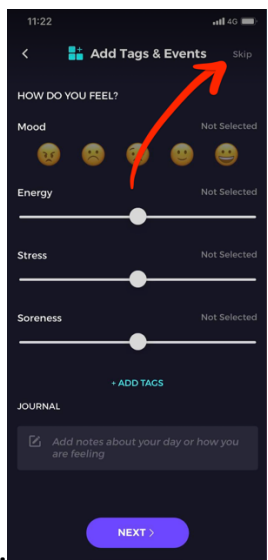 11:22
4G
Add Tags & Events
Skip
HOW DO YOU FEEL?
Mood Not Selected
Energy Not Selected
Stress Not Selected
Soreness Not Selected
+ ADD TAGS
JOURNAL
Add notes about your day or how you
are feeling
NEXT >